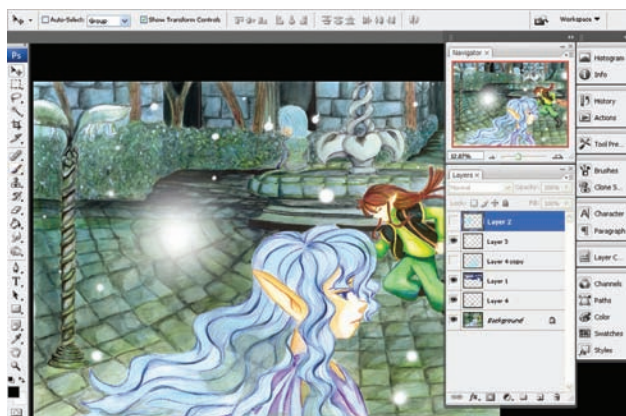 Auto-Select: Group Show Transform Controls Workspace
Ps
Navigator ×
Histogram
Info
History
Actions
Tool Pre...
Brushes
Clone S...
Character
Paragraph
Layer C...
Channels
Paths
Color
Swatches
Styles
Layers ×
Normal Opacity: 100%
Lock: Fill: 100%
Layer 2
Layer 3
Layer 4 copy
Layer 1
Layer 4
Background